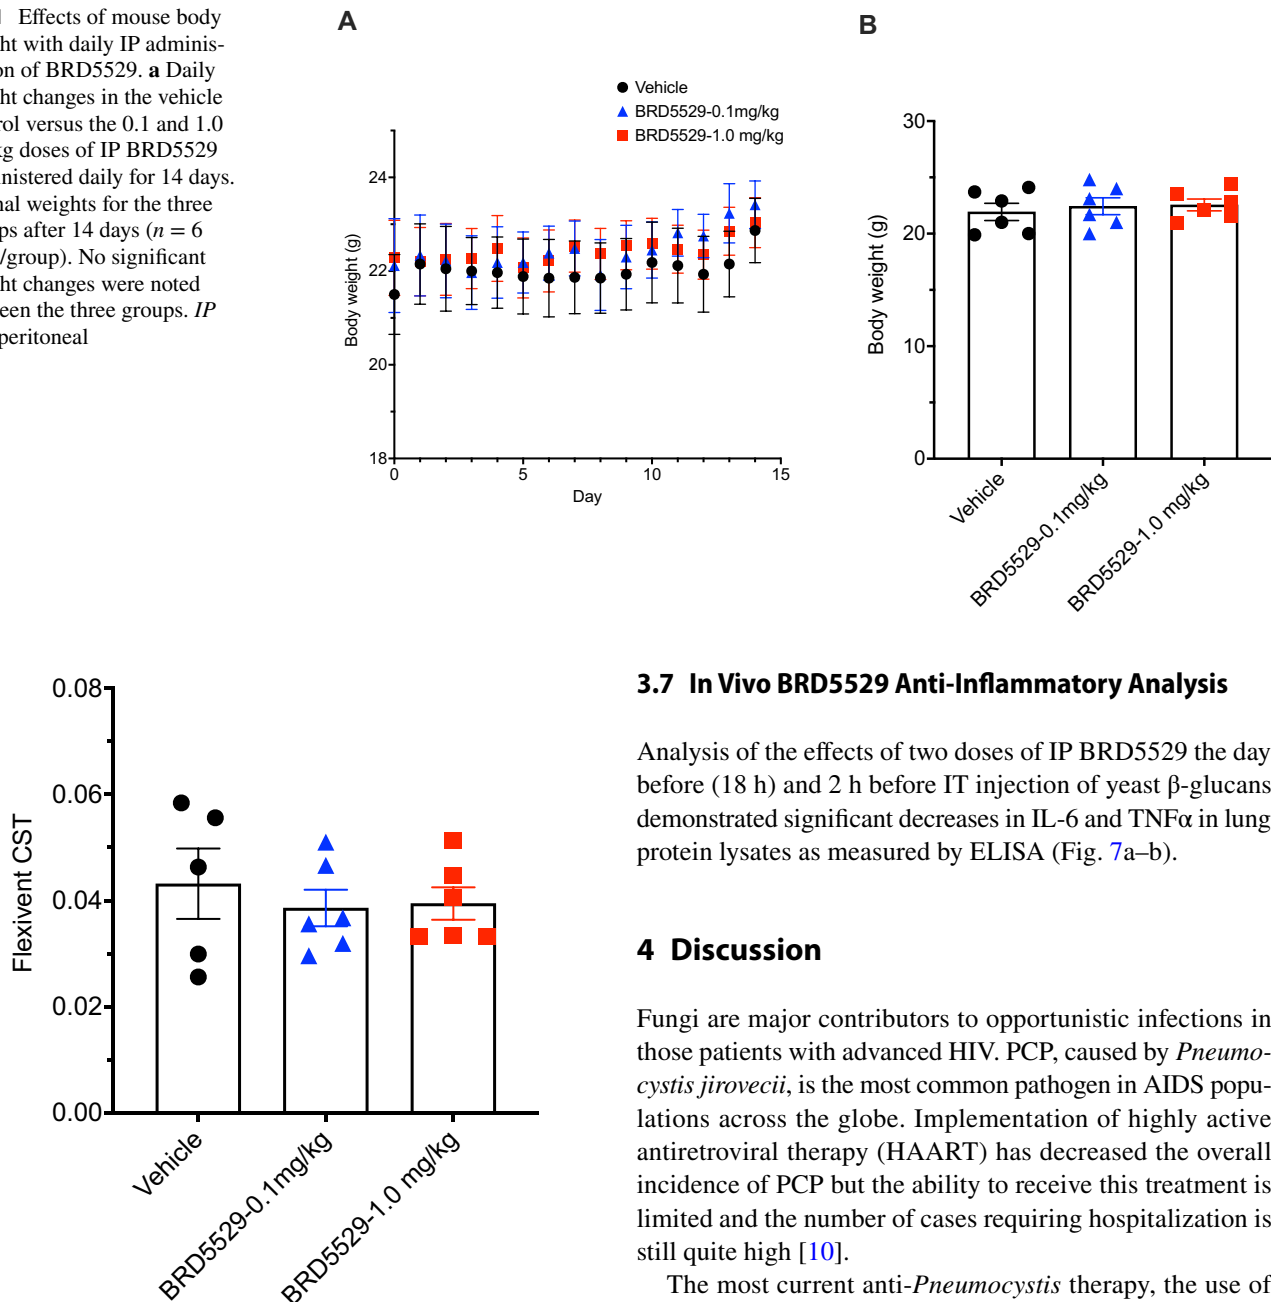 Effects of mouse body
ht with daily IP adminis-
on of BRD5529. a Daily
ht changes in the vehicle
rol versus the 0.1 and 1.0
kg doses of IP BRD5529
inistered daily for 14 days.
nal weights for the three
ps after 14 days (n = 6
/group). No significant
ht changes were noted
een the three groups. IP
peritoneal
A
Vehicle
BRD5529-0.1mg/kg
BRD5529-1.0 mg/kg
24
22
20
18
Body weight (g)
0
5
10
15
Day
B
30
20
10
0
Body weight (g)
Vehicle
BRD5529-0.1mg/kg
BRD5529-1.0 mg/kg
0.08
0.06
0.04
0.02
0.00
Flexivent CST
Vehicle
BRD5529-0.1mg/kg
BRD5529-1.0 mg/kg
3.7 In Vivo BRD5529 Anti-Inflammatory Analysis
Analysis of the effects of two doses of IP BRD5529 the day
before (18 h) and 2 h before IT injection of yeast β-glucans
demonstrated significant decreases in IL-6 and TNFα in lung
protein lysates as measured by ELISA (Fig. 7a–b).
4 Discussion
Fungi are major contributors to opportunistic infections in
those patients with advanced HIV. PCP, caused by Pneumo-
cystis jirovecii, is the most common pathogen in AIDS popu-
lations across the globe. Implementation of highly active
antiretroviral therapy (HAART) has decreased the overall
incidence of PCP but the ability to receive this treatment is
limited and the number of cases requiring hospitalization is
still quite high [10].
The most current anti-Pneumocystis therapy, the use of